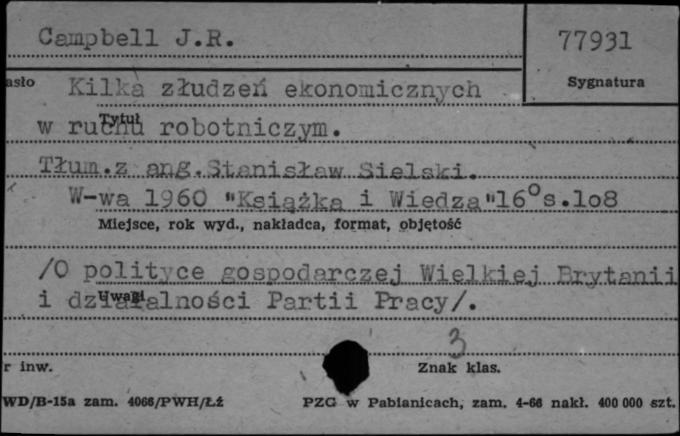 Campbell J.R.
77931
asło
Sygnatura
Kilka złudzeń ekonomicznych
Tytuł
w ruchu robotniczym.
Tłum.z ang.Stanisław Sielski.
W-wa 1960 "Książka i Wiedza"16° s.1o8
Miejsce, rok wyd., nakładca, format, objętość
/O polityce gospodarczej Wielkiej Brytanii
Uwagi
i działalności Partii Pracy/.
3
r inw.
Znak klas.
WD/B-15a zam. 4066/PWH/Łź
PZG w Pabianicach, zam. 4-66 nakł. 400 000 szt.